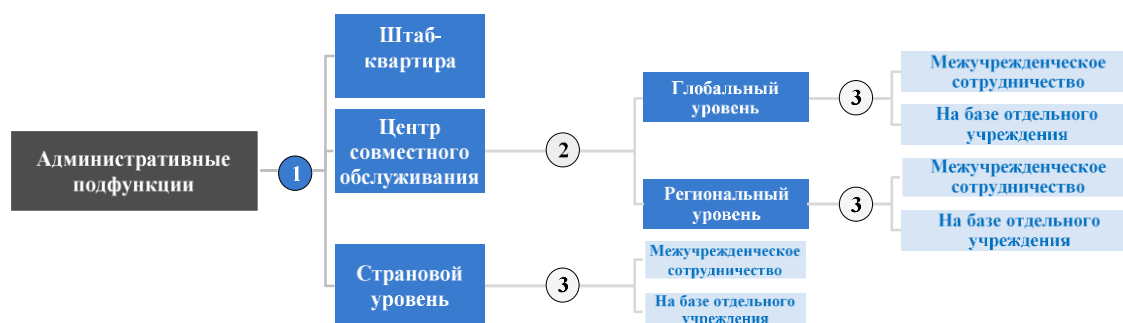 Административные
подфункции
1
Штаб-
квартира
Центр
совместного
обслуживания
2
Глобальный
уровень
3
Межучрежденческое
сотрудничество
На базе отдельного
учреждения
Региональный
уровень
3
Межучрежденческое
сотрудничество
На базе отдельного
учреждения
Страновой
уровень
3
Межучрежденческое
сотрудничество
На базе отдельного
учреждения